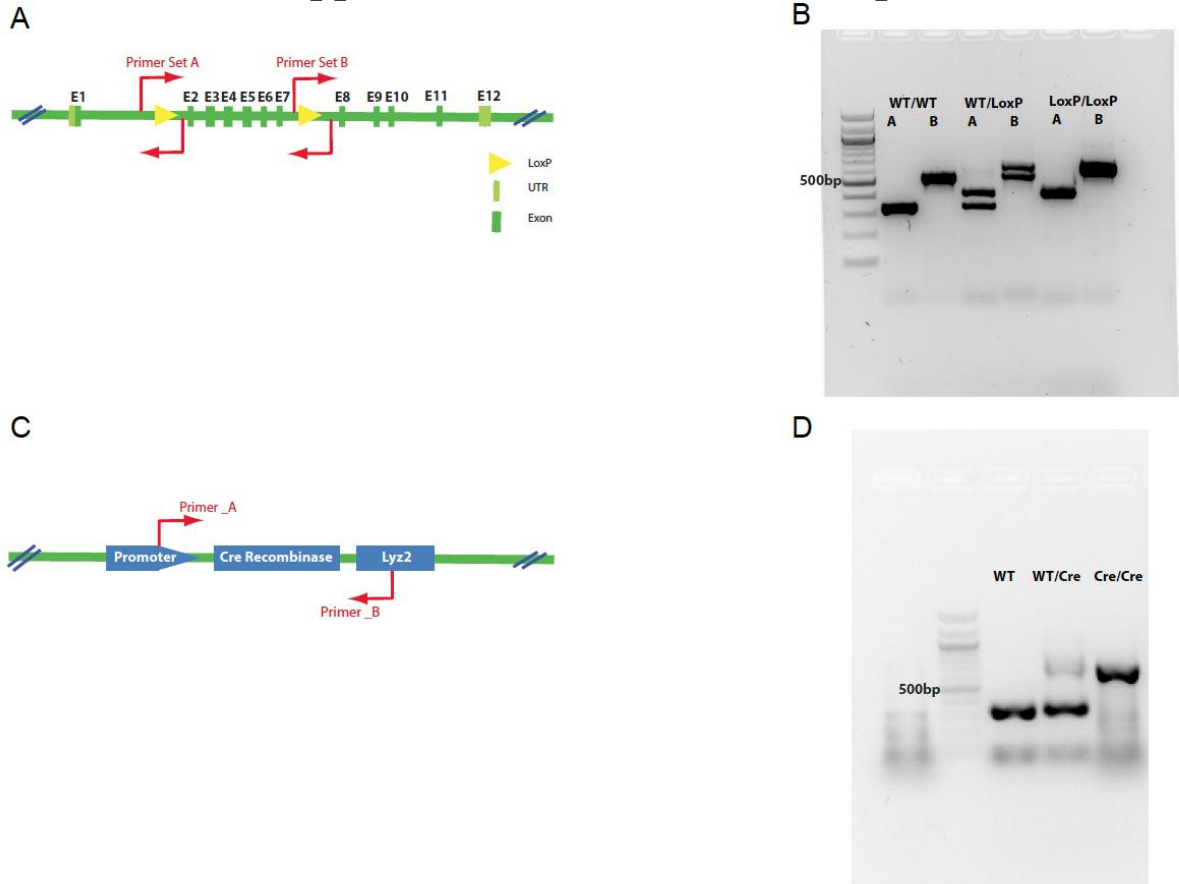 A
Primer Set A
Primer Set B
E1
E2
E3
E4
E5
E6
E7
E8
E9
E10
E11
E12
LoxP
UTR
Exon
B
WT/WT
WT/LoxP
LoxP/LoxP
A
B
A
B
A
B
500bp
C
Primer _A
Promoter
Cre Recombinase
Lyz2
Primer _B
D
WT
WT/Cre
Cre/Cre
500bp